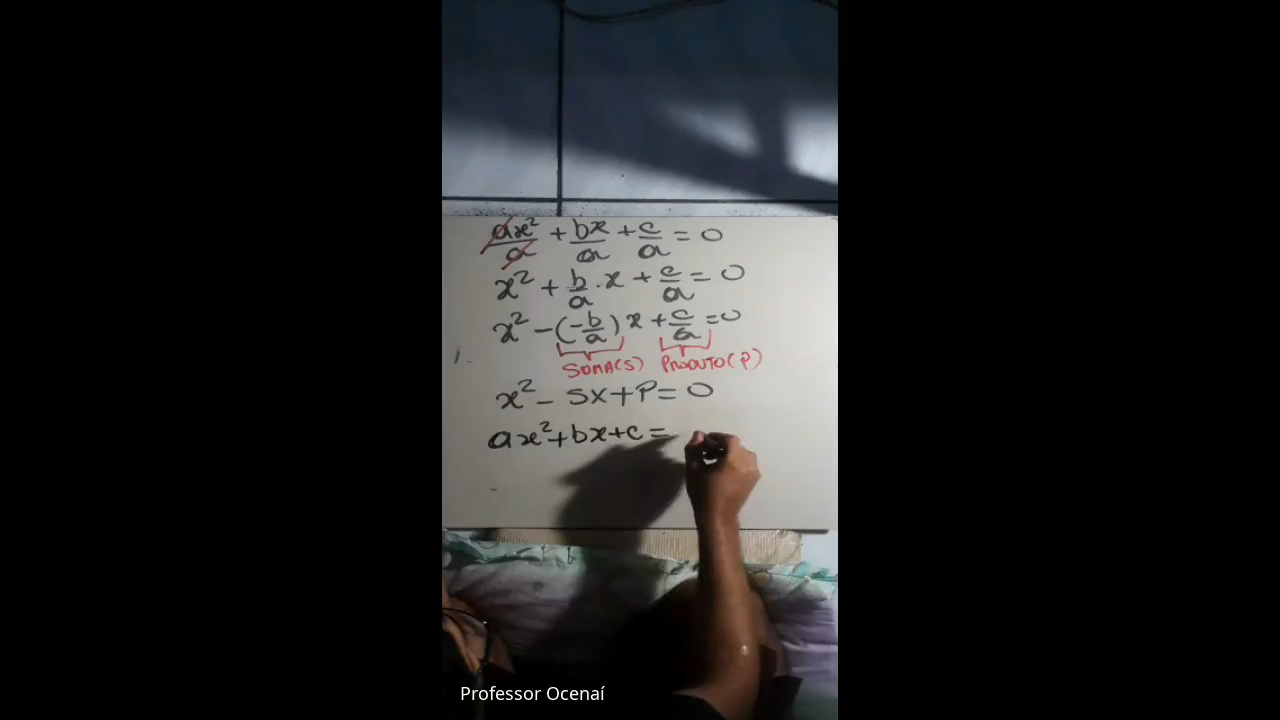 ax²/a + bx/a + c/a = 0
x² + b/a . x + c/a = 0
x² - (-b/a) x + c/a = 0
SOMA(S) PRODUTO(P)
x² - Sx + P = 0
ax² + bx + c =
Professor Ocenaí